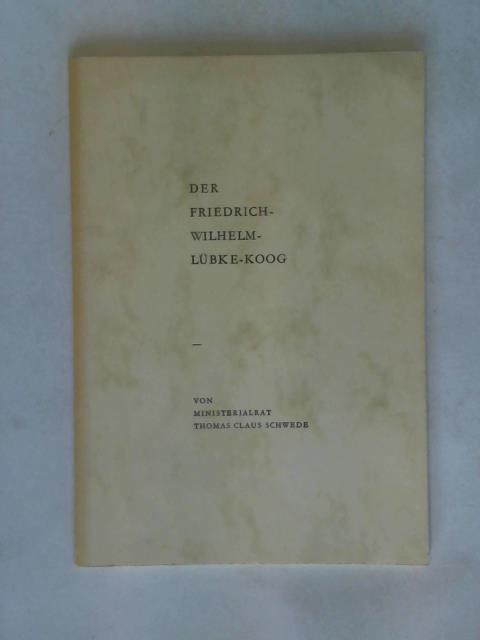 DER
FRIEDRICH-
WILHELM-
LÜBKE-KOOG
—
VON
MINISTERIALRAT
THOMAS CLAUS SCHWEDE